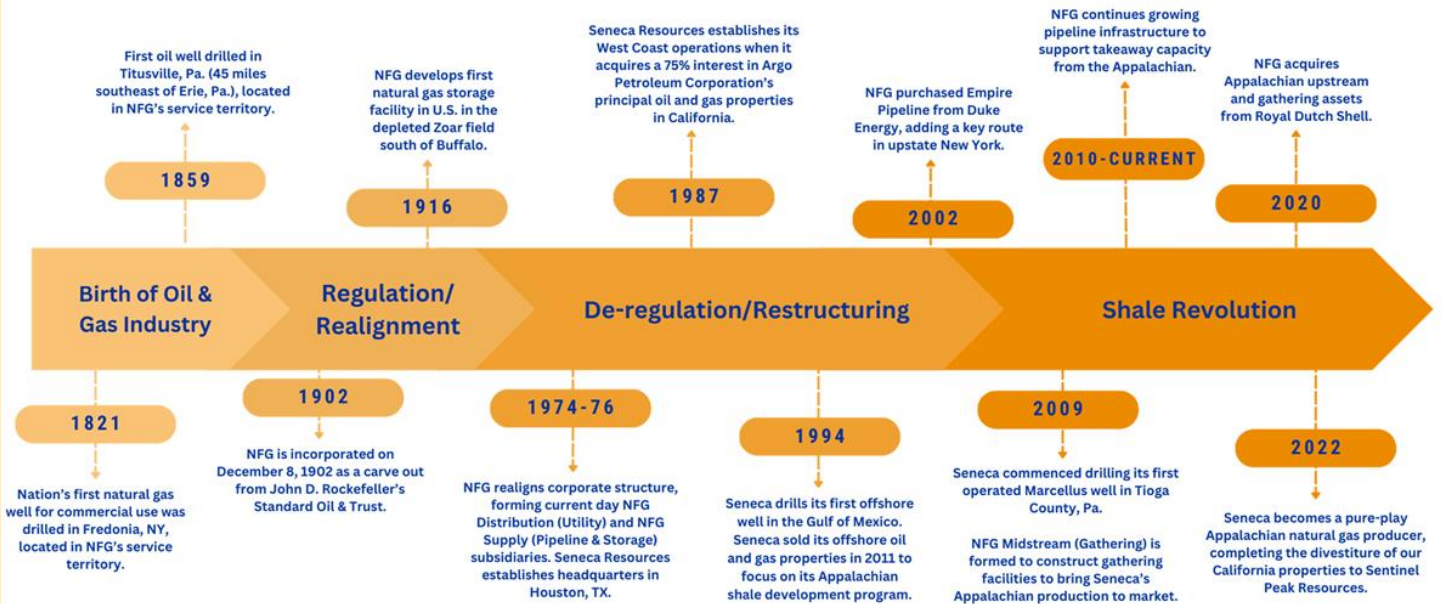 First oil well drilled in
Titusville, Pa. (45 miles
southeast of Erie, Pa.), located
in NFG's service territory.
1859
NFG develops first
natural gas storage
facility in U.S. in the
depleted Zoar field
south of Buffalo.
1916
Seneca Resources establishes its
West Coast operations when it
acquires a 75% interest in Argo
Petroleum Corporation's
principal oil and gas properties
in California.
1987
NFG purchased Empire
Pipeline from Duke
Energy, adding a key route
in upstate New York.
2002
NFG continues growing
pipeline infrastructure to
support takeaway capacity
from the Appalachian.
2010-CURRENT
NFG acquires
Appalachian upstream
and gathering assets
from Royal Dutch Shell.
2020
Birth of Oil &
Gas Industry
Regulation/
Realignment
De-regulation/Restructuring
Shale Revolution
1821
Nation's first natural gas
well for commercial use was
drilled in Fredonia, NY,
located in NFG's service
territory.
1902
NFG is incorporated on
December 8, 1902 as a carve out
from John D. Rockefeller's
Standard Oil & Trust.
1974-76
NFG realigns corporate structure,
forming current day NFG
Distribution (Utility) and NFG
Supply (Pipeline & Storage)
subsidiaries. Seneca Resources
establishes headquarters in
Houston, TX.
1994
Seneca drills its first offshore
well in the Gulf of Mexico.
Seneca sold its offshore oil
and gas properties in 2011 to
focus on its Appalachian
shale development program.
2009
Seneca commenced drilling its first
operated Marcellus well in Tioga
County, Pa.
NFG Midstream (Gathering) is
formed to construct gathering
facilities to bring Seneca's
Appalachian production to market.
2022
Seneca becomes a pure-play
Appalachian natural gas producer,
completing the divestiture of our
California properties to Sentinel
Peak Resources.